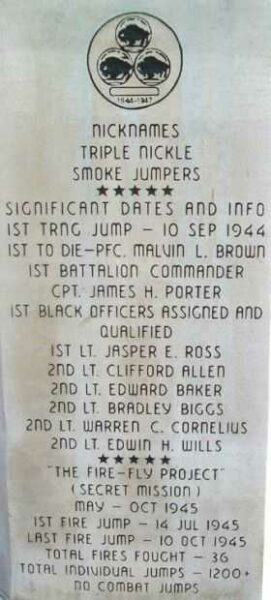 1944-1947
NICKNAMES
TRIPLE NICKLE
SMOKE JUMPERS
★★★★★
SIGNIFICANT DATES AND INFO
1ST TRNG JUMP – 10 SEP 1944
1ST TO DIE-PFC. MALVIN L. BROWN
1ST BATTALION COMMANDER
CPT. JAMES H. PORTER
1ST BLACK OFFICERS ASSIGNED AND
QUALIFIED
1ST LT. JASPER E. ROSS
2ND LT. CLIFFORD ALLEN
2ND LT. EDWARD BAKER
2ND LT. BRADLEY BIGGS
2ND LT. WARREN C. CORNELIUS
2ND LT. EDWIN H. WILLS
★★★★★
"THE FIRE-FLY PROJECT"
(SECRET MISSION)
MAY – OCT 1945
1ST FIRE JUMP – 14 JUL 1945
LAST FIRE JUMP – 10 OCT 1945
TOTAL FIRES FOUGHT – 36
TOTAL INDIVIDUAL JUMPS – 1200+
NO COMBAT JUMPS